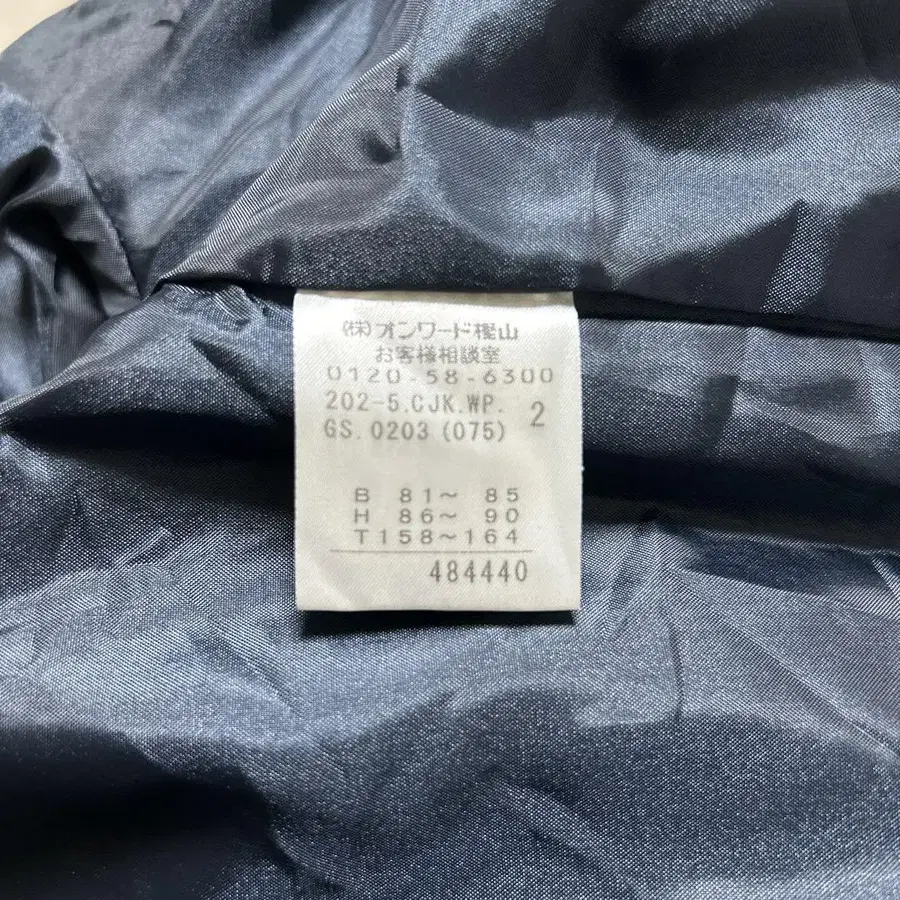 (株)オンワード樫山
お客様相談室
0120-58-6300
202-5.CJK.WP. 2
GS.0203(075)
B 81～ 85
H 86～ 90
T158～164
484440